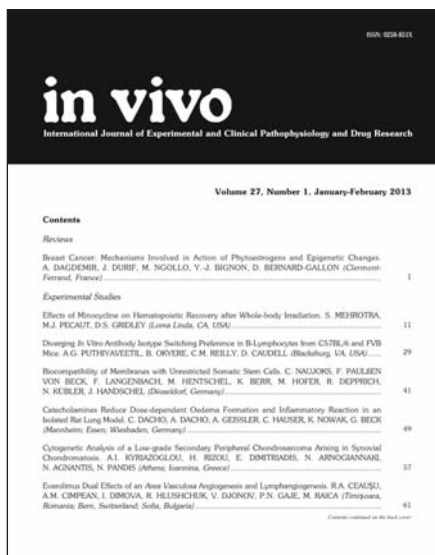 ISSN: 0258-851X
in vivo
International Journal of Experimental and Clinical Pathophysiology and Drug Research
Volume 27, Number 1, January-February 2013
Contents
Reviews
Breast Cancer: Mechanisms Involved in Action of Phytoestrogens and Epigenetic Changes.
A. DAGDEMIR, J. DURIF, M. NGOLLO, Y.-J. BIGNON, D. BERNARD-GALLON (Clermont-
Ferrand, France) 1
Experimental Studies
Effects of Minocycline on Hematopoietic Recovery after Whole-body Irradiation. S. MEHROTRA,
M.J. PECAUT, D.S. GRIDLEY (Loma Linda, CA, USA) 11
Diverging In Vitro Antibody Isotype Switching Preference in B-Lymphocytes from C57BL/6 and FVB
Mice. A.G. PUTHIYAVEETIL, B. OKYERE, C.M. REILLY, D. CAUDELL (Blacksburg, VA, USA) 29
Biocompatibility of Membranes with Unrestricted Somatic Stem Cells. C. NAUJOKS, F. PAULßEN
VON BECK, F. LANGENBACH, M. HENTSCHEL, K. BERR, M. HOFER, R. DEPPRICH,
N. KÜBLER, J. HANDSCHEL (Düsseldorf, Germany) 41
Catecholamines Reduce Dose-dependent Oedema Formation and Inflammatory Reaction in an
Isolated Rat Lung Model. C. DACHO, A. DACHO, A. GEISSLER, C. HAUSER, K. NOWAK, G. BECK
(Mannheim; Essen; Wiesbaden, Germany) 49
Cytogenetic Analysis of a Low-grade Secondary Peripheral Chondrosarcoma Arising in Synovial
Chondromatosis. A.I. KYRIAZOGLOU, H. RIZOU, E. DIMITRIADIS, N. ARNOGIANNAKI,
N. AGNANTIS, N. PANDIS (Athens; Ioannina, Greece) 57
Everolimus Dual Effects of an Area Vasculosa Angiogenesis and Lymphangiogenesis. R.A. CEAUŞU,
A.M. CIMPEAN, I. DIMOVA, R. HLUSHCHUK, V. DJONOV, P.N. GAJE, M. RAICA (Timişoara,
Romania; Bern, Switzerland; Sofia, Bulgaria) 61
Contents continued on the back cover